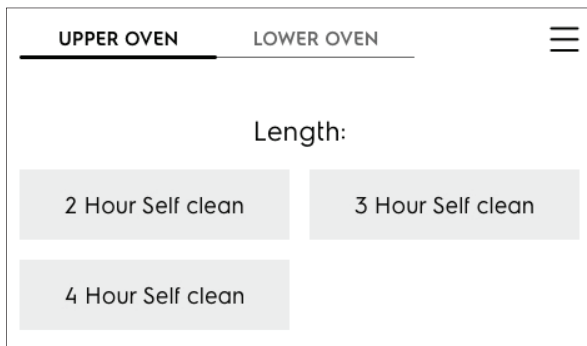 UPPER OVEN LOWER OVEN
Length:
2 Hour Self clean 3 Hour Self clean
4 Hour Self clean